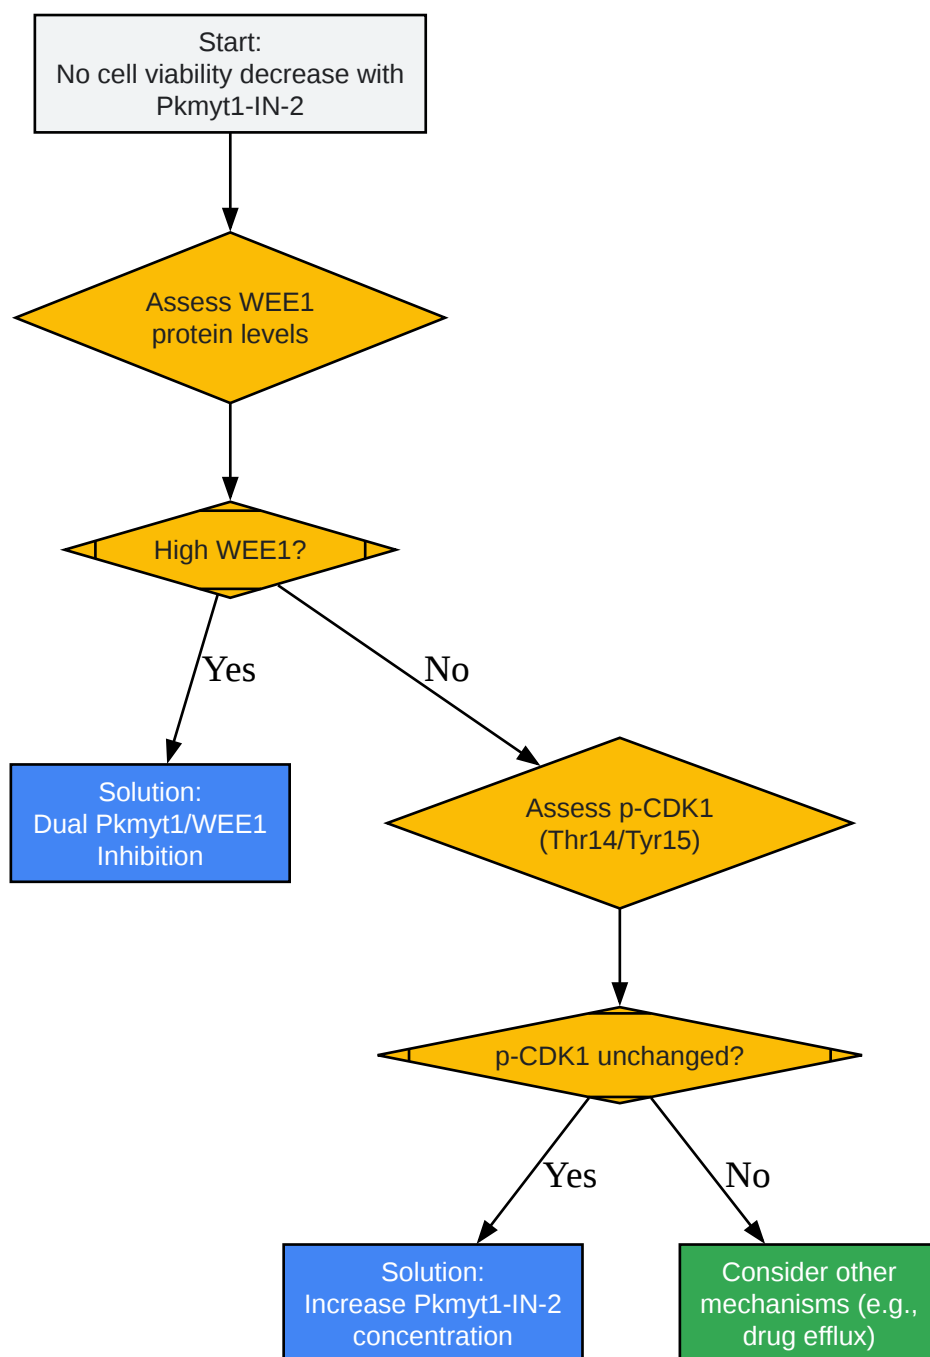 Start:
No cell viability decrease with
Pkmyt1-IN-2
Assess WEE1
protein levels
High WEE1?
Yes
No
Solution:
Dual Pkmyt1/WEE1
Inhibition
Assess p-CDK1
(Thr14/Tyr15)
p-CDK1 unchanged?
Yes
No
Solution:
Increase Pkmyt1-IN-2
concentration
Consider other
mechanisms (e.g.,
drug efflux)